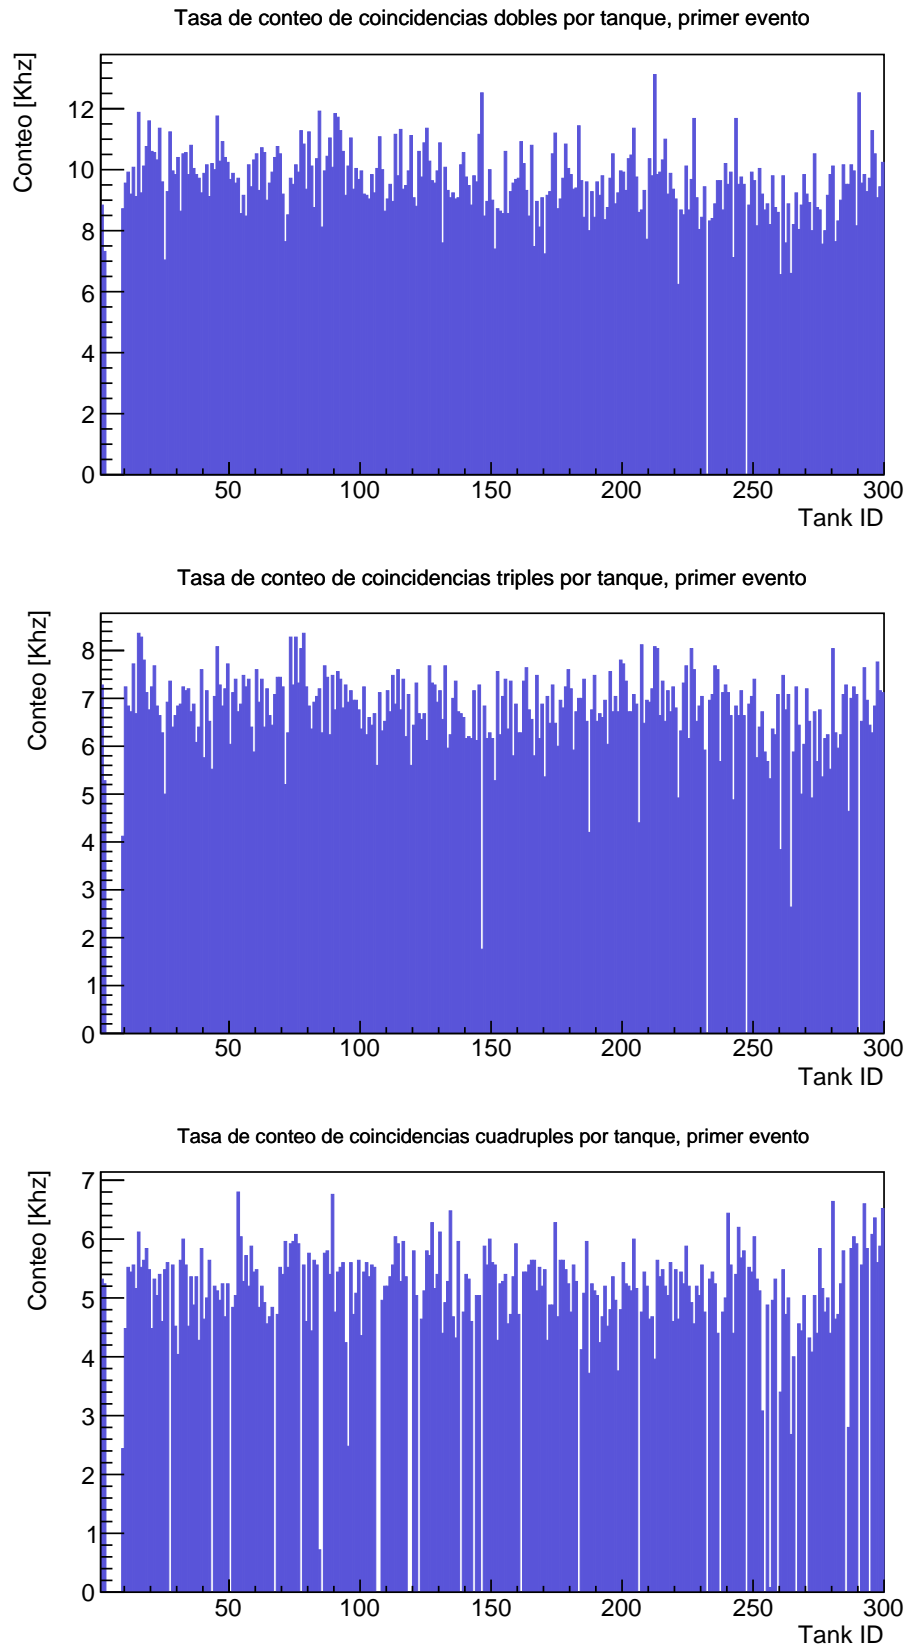 Tasa de conteo de coincidencias dobles por tanque, primer evento
Conteo [Khz]
12
10
8
6
4
2
0
50 100 150 200 250 300
Tank ID
Tasa de conteo de coincidencias triples por tanque, primer evento
Conteo [Khz]
8
7
6
5
4
3
2
1
0
50 100 150 200 250 300
Tank ID
Tasa de conteo de coincidencias cuadruples por tanque, primer evento
Conteo [Khz]
7
6
5
4
3
2
1
0
50 100 150 200 250 300
Tank ID